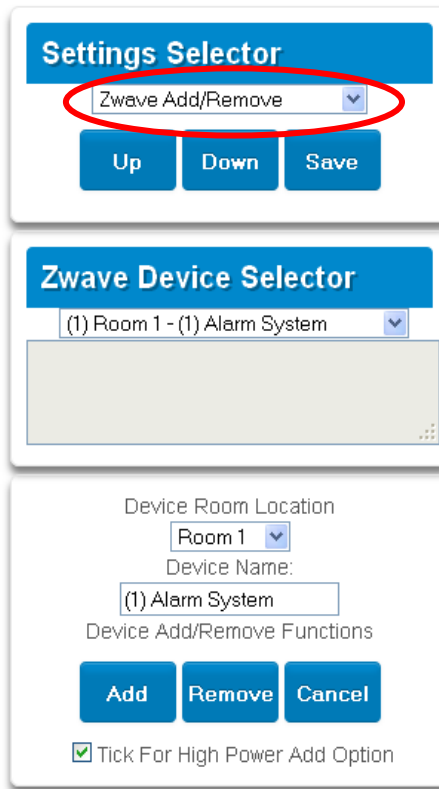 Settings Selector
Zwave Add/Remove
Up Down Save
Zwave Device Selector
(1) Room 1 - (1) Alarm System
Device Room Location
Room 1
Device Name:
(1) Alarm System
Device Add/Remove Functions
Add Remove Cancel
Tick For High Power Add Option